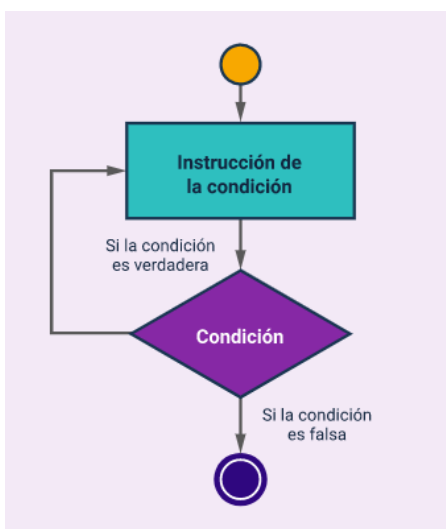 Instrucción de
la condición
Si la condición
es verdadera
Condición
Si la condición
es falsa